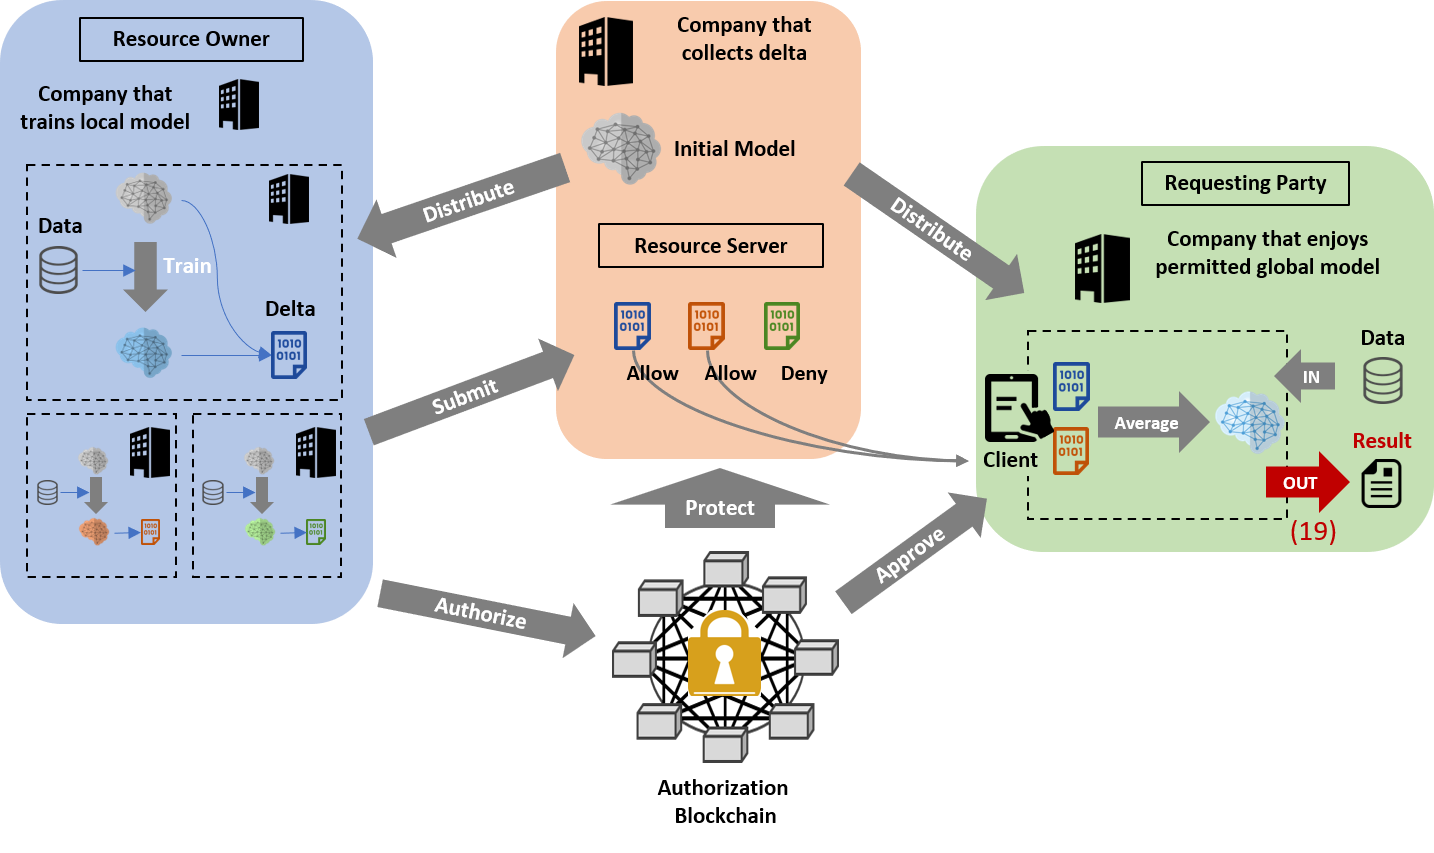 Resource Owner
Company that
trains local model
Data
Train
Delta
1010
0101
1010
0101
1010
0101
Distribute
Submit
Authorize
Company that
collects delta
Initial Model
Resource Server
1010
0101
1010
0101
1010
0101
Allow
Allow
Deny
Protect
Authorization
Blockchain
Distribute
Approve
Requesting Party
Company that enjoys
permitted global model
Client
1010
0101
1010
0101
Average
IN
Data
Result
OUT
(19)